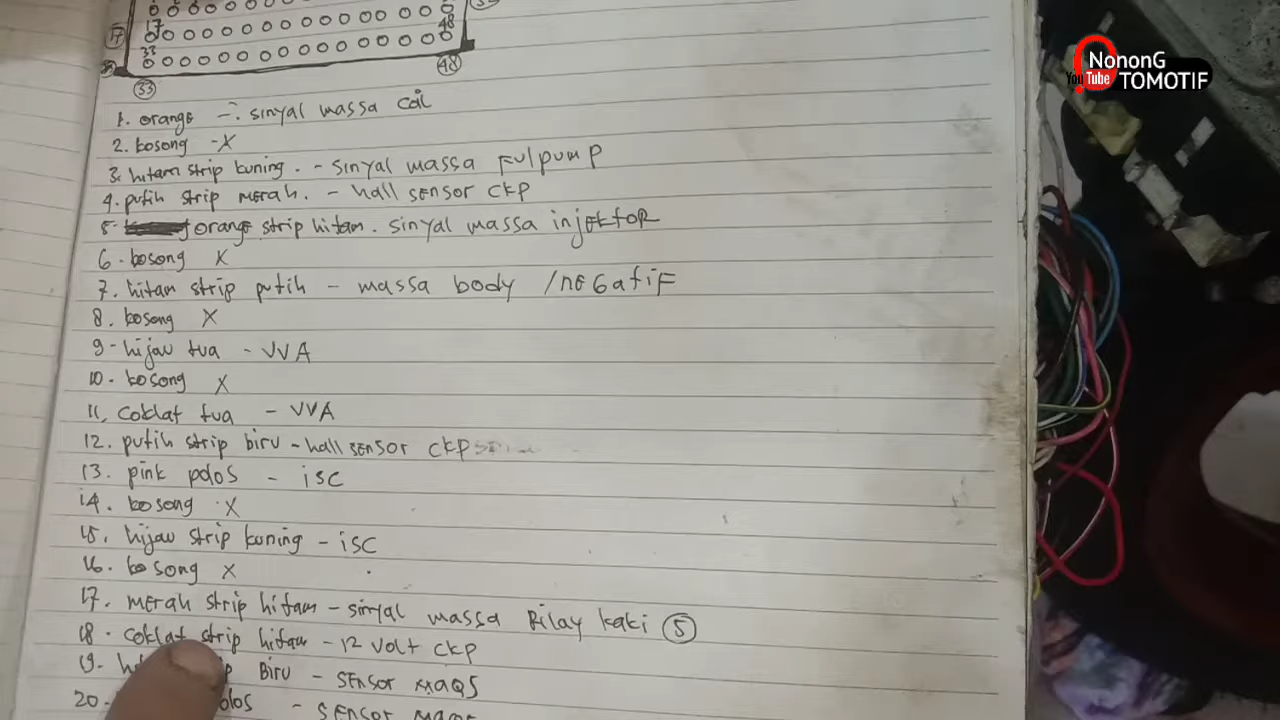 17
17
48
33
33
48
1. orange -: sinyal massa coil
2. kosong - X
3. hitam strip kuning. - sinyal massa Fulpump
4. putih strip merah. - hall sensor CKP
5. orange strip hitam. sinyal massa injektor
6. kosong X
7. hitam strip putih - massa body /nEGatiF
8. kosong X
9. hijau tua - VVA
10. kosong X
11. Coklat tua - VVA
12. putih strip biru - hall sensor CKP
13. pink polos - isc
14. kosong X
15. hijau strip kuning - isc
16. kosong X
17. Merah strip hitam - sinyal massa Rilay kaki 5
18. coklat strip hitam - 12 volt CKP
19. Biru - sensor MAQS
20. polos - sensor
NononG
YouTube
TOMOTIF